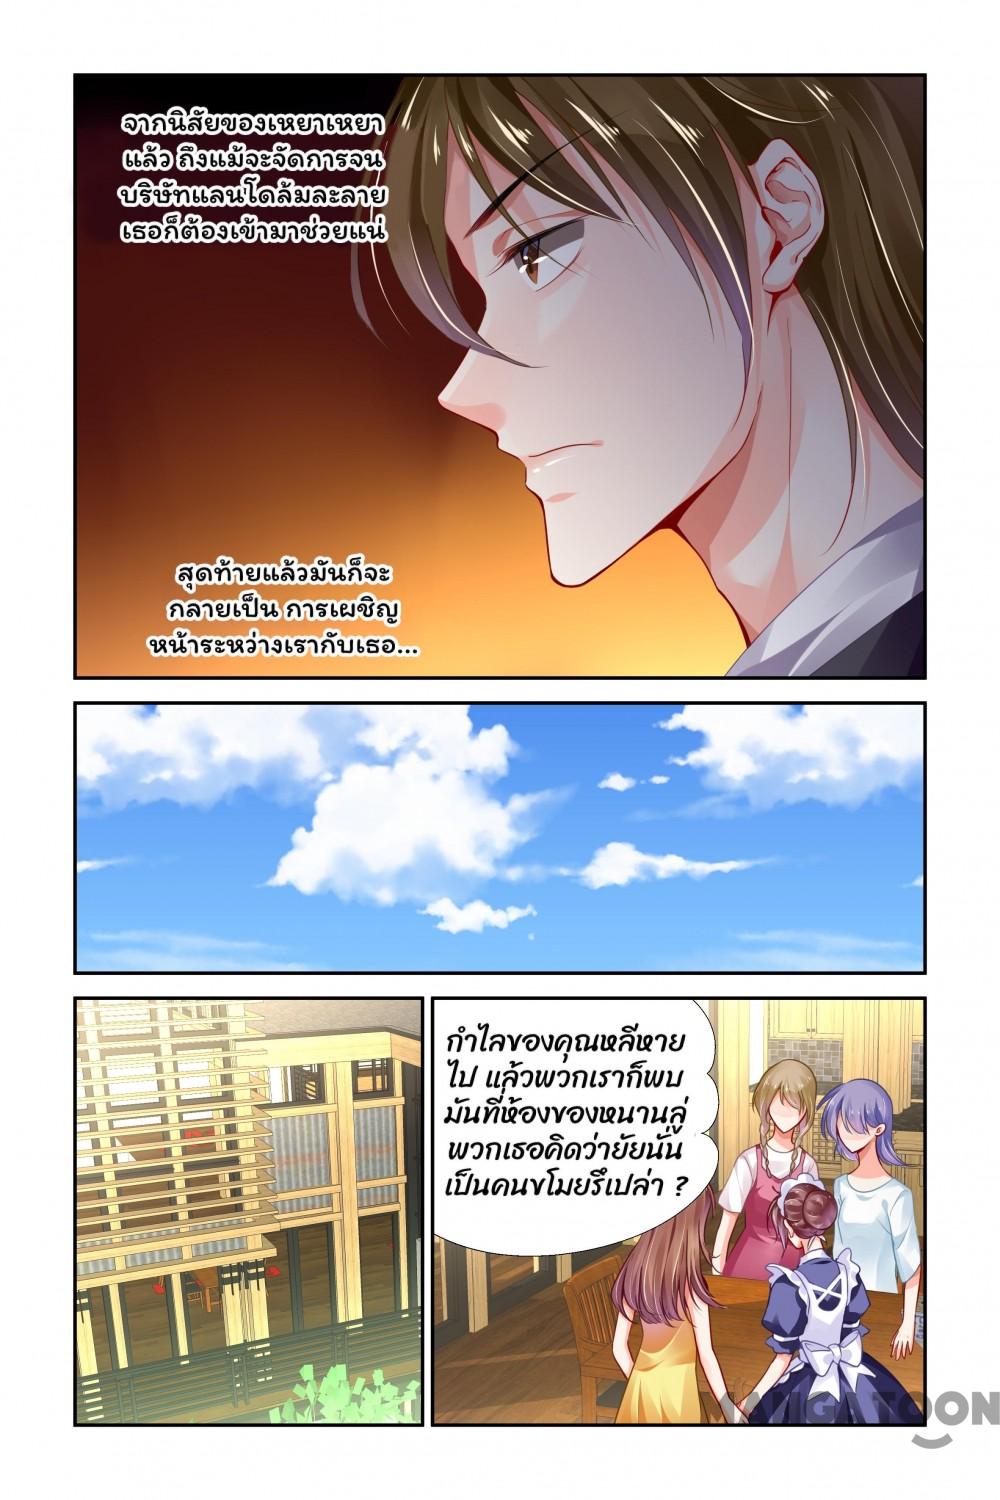 จากนิสัยของเหยาเหยา
แล้ว ถึงแม้จะจัดการจน
บริษัทแลนโดล้มละลาย
เธอก็ต้องเข้ามาช่วยแน่
สุดท้ายแล้วมันก็จะ
กลายเป็น การเผชิญ
หน้าระหว่างเรากับเธอ...
กำไลของคุณหลีหาย
ไป แล้วพวกเราก็พบ
มันที่ห้องของหนานลู่
พวกเธอคิดว่ายัยนั่น
เป็นคนขโมยรึเปล่า ?
MANGATOON